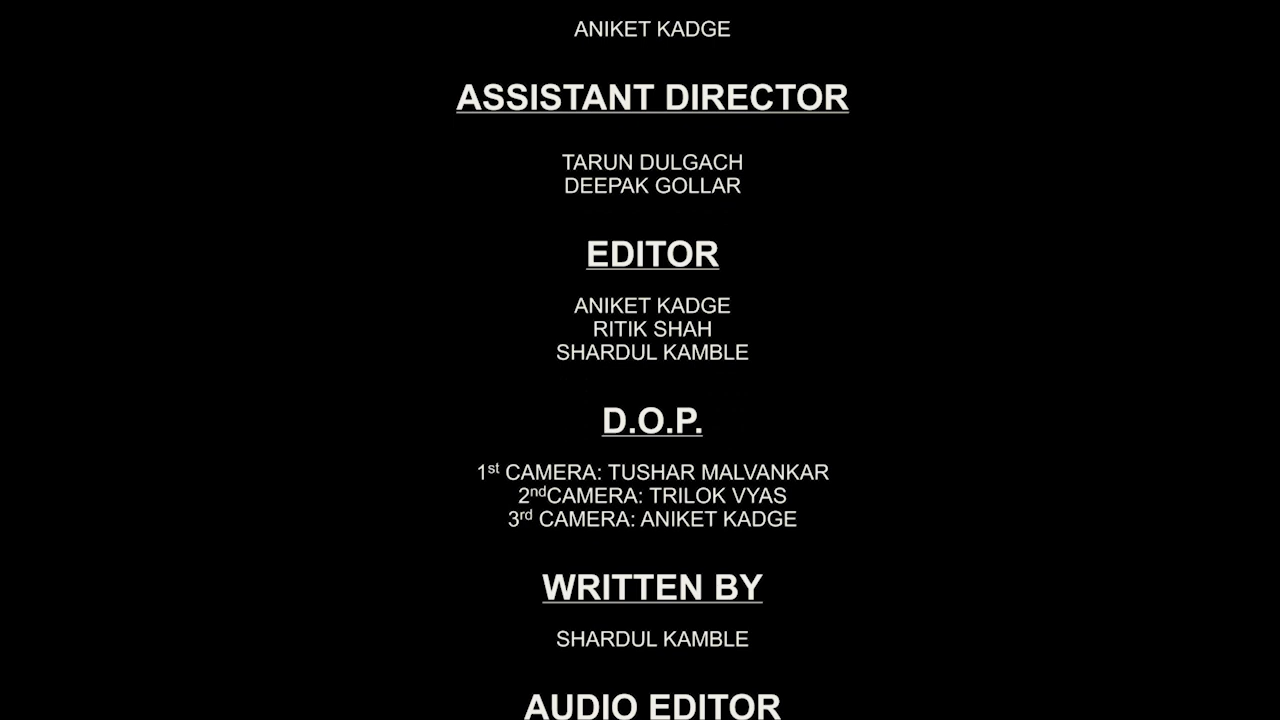 ANIKET KADGE
ASSISTANT DIRECTOR
TARUN DULGACH
DEEPAK GOLLAR
EDITOR
ANIKET KADGE
RITIK SHAH
SHARDUL KAMBLE
D.O.P.
1st CAMERA: TUSHAR MALVANKAR
2ndCAMERA: TRILOK VYAS
3rd CAMERA: ANIKET KADGE
WRITTEN BY
SHARDUL KAMBLE
AUDIO EDITOR